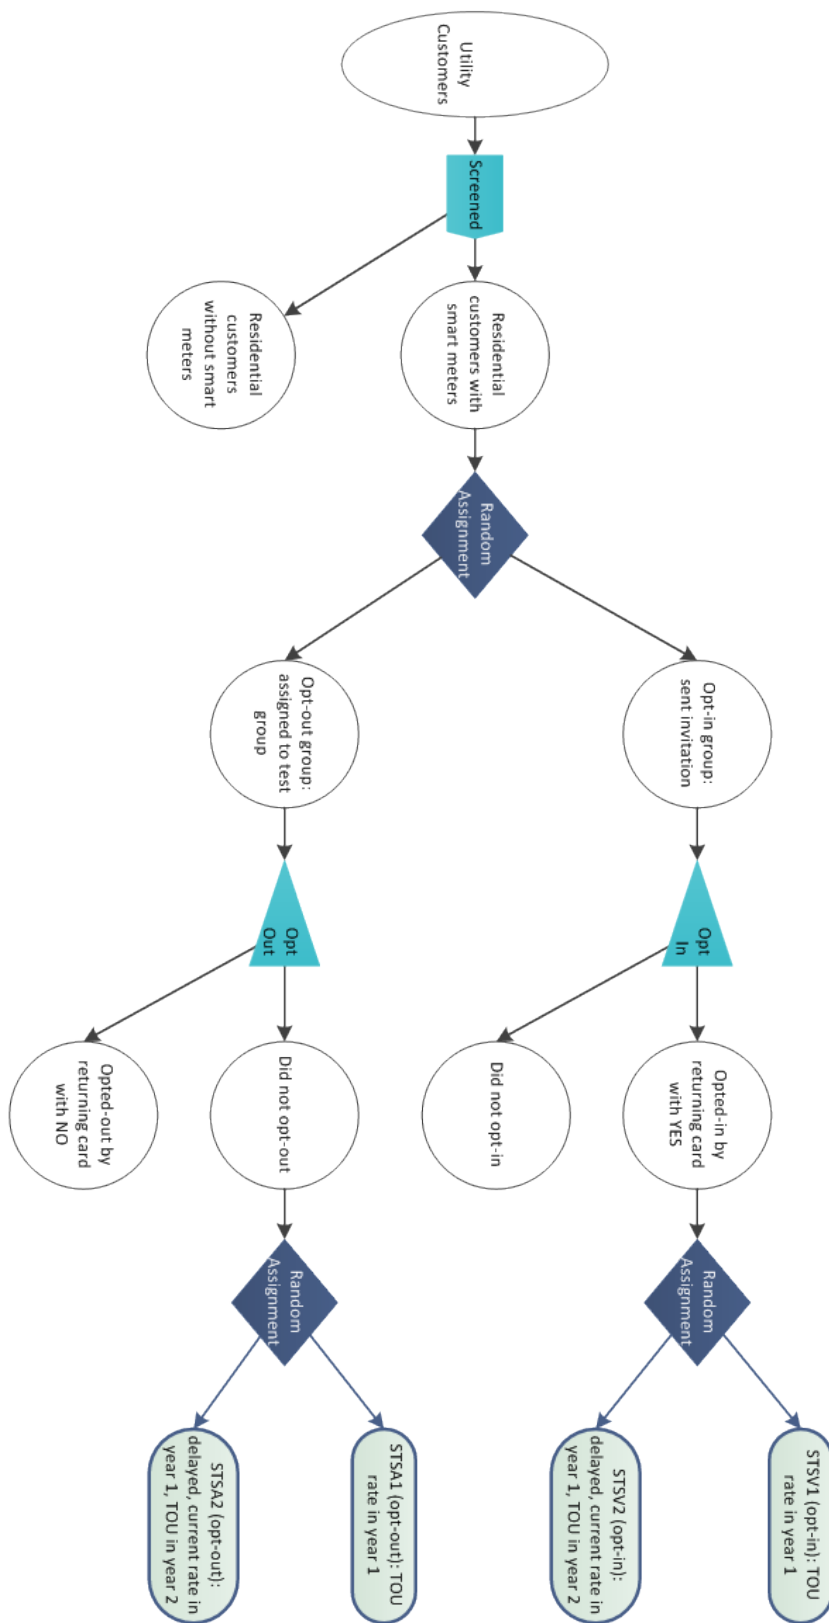 Utility
Customers
Screened
Residential
customers with
smart meters
Residential
customers
without smart
meters
Random
Assignment
Opt-in group:
sent invitation
Opt-out group:
assigned to test
group
Opt
In
Opt
Out
Opted-in by
returning card
with YES
Did not opt-in
Did not opt-out
Opted-out by
returning card
with NO
Random
Assignment
Random
Assignment
STSV1 (opt-in): TOU
rate in year 1
STSV2 (opt-in):
delayed, current rate in
year 1, TOU in year 2
STSA1 (opt-out): TOU
rate in year 1
STSA2 (opt-out):
delayed, current rate in
year 1, TOU in year 2